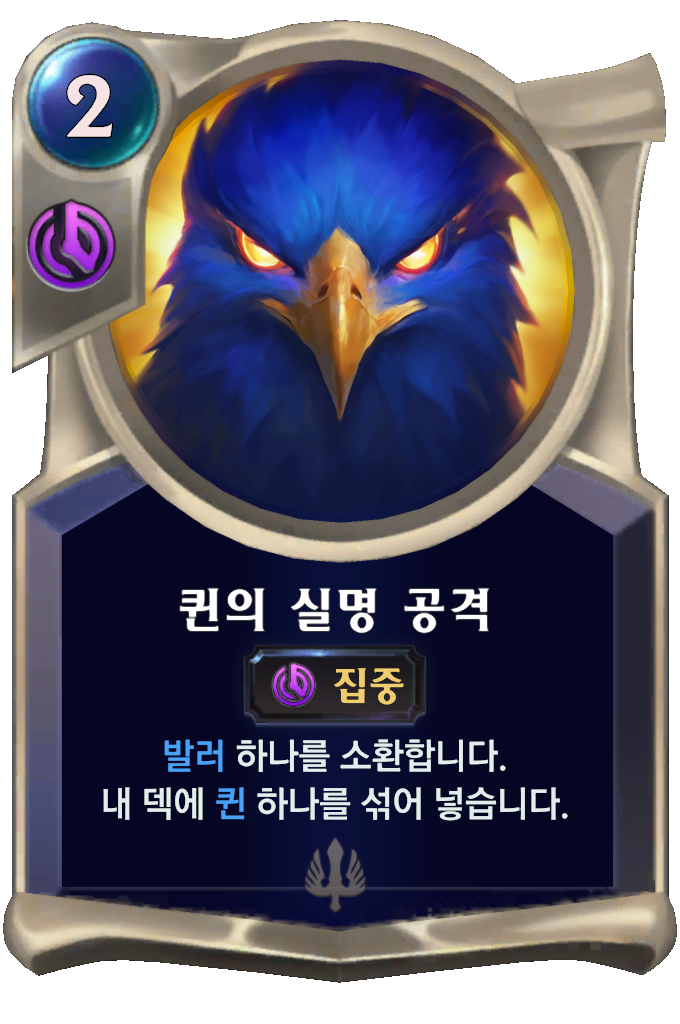 2
퀸의 실명 공격
집중
발러 하나를 소환합니다.
내 덱에 퀸 하나를 섞어 넣습니다.